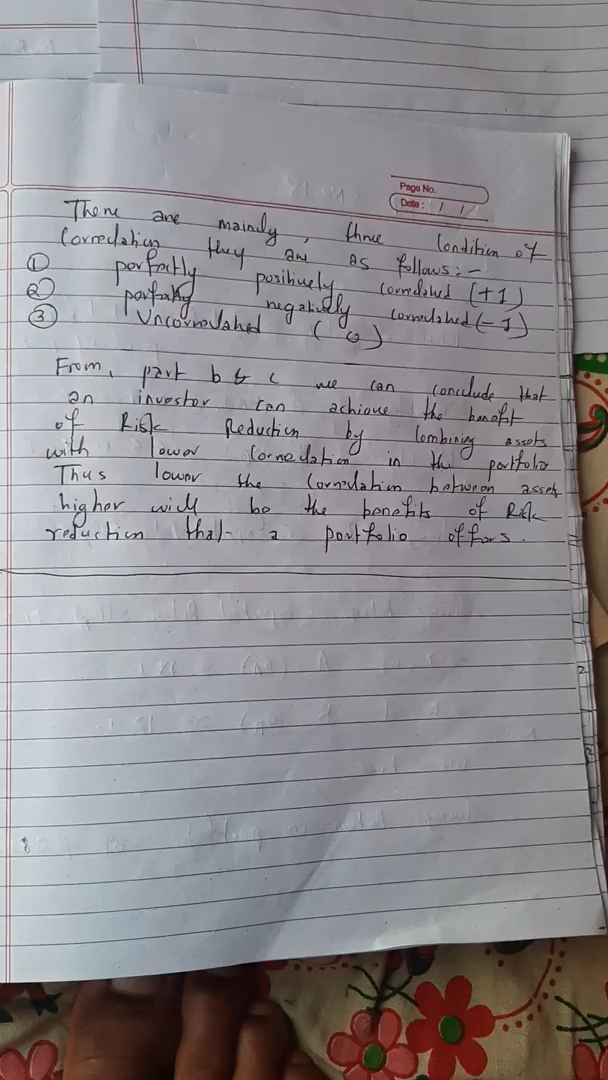 Page No.
Date: / /
There are mainly, three Condition of
Correlation they are as follows:-
① perfectly positively correlated (+1)
② perfectly negatively correlated (-1)
③ Uncorrelated (0)
From, part b & c we can conclude that
an investor can achieve the benefit
of Risk Reduction by Combining assets
with lower Correlation in the portfolio
Thus lower the Correlation between assets
higher will be the benefits of Risk
reduction that a portfolio offers.